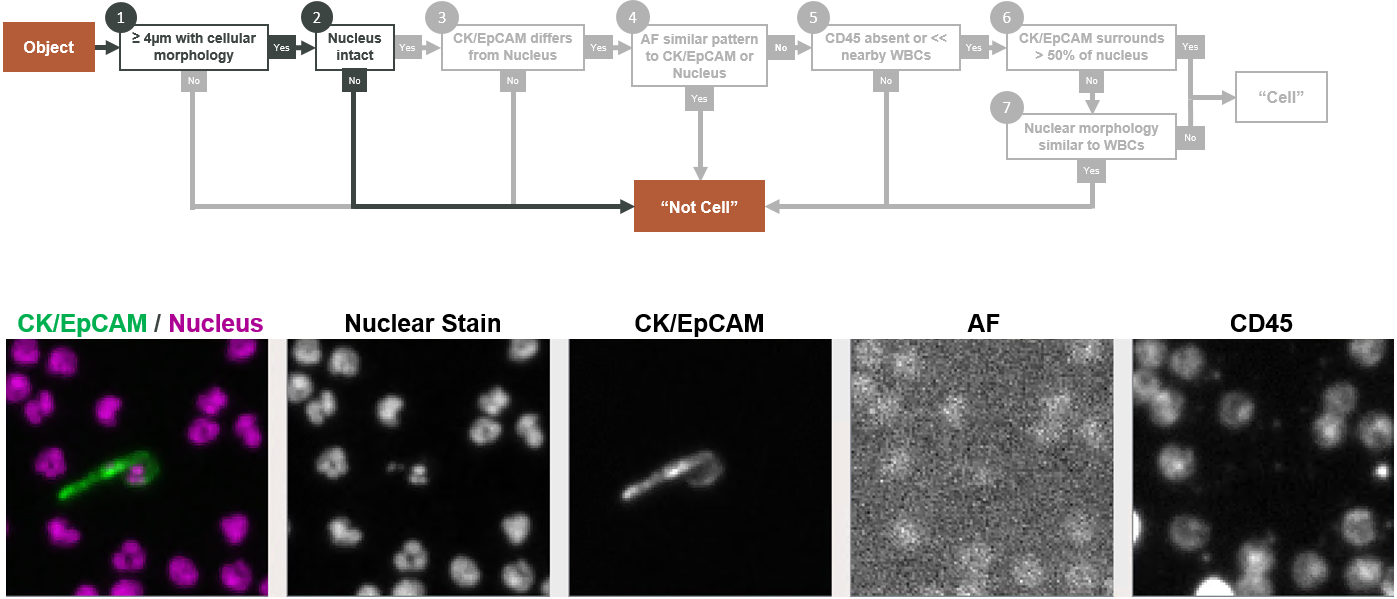 1
2
3
4
5
6
Object
≥ 4µm with cellular
morphology
Yes
No
Nucleus
intact
Yes
No
CK/EpCAM differs
from Nucleus
Yes
No
AF similar pattern
to CK/EpCAM or
Nucleus
No
Yes
CD45 absent or <<
nearby WBCs
Yes
No
CK/EpCAM surrounds
> 50% of nucleus
Yes
No
7
Nuclear morphology
similar to WBCs
No
Yes
“Cell”
“Not Cell”
CK/EpCAM / Nucleus
Nuclear Stain
CK/EpCAM
AF
CD45